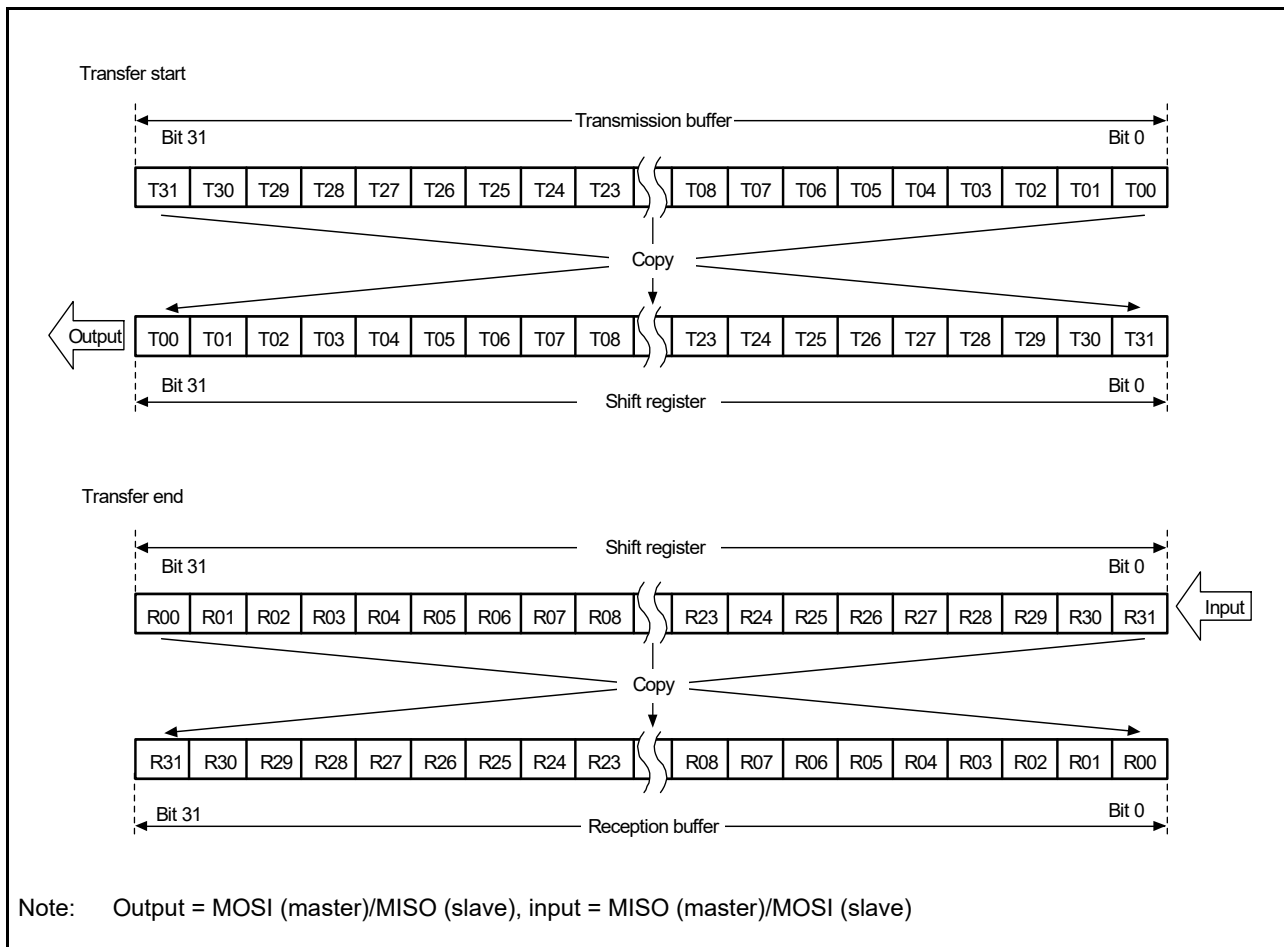 Transfer start
Transmission buffer
Bit 31 Bit 0
T31 T30 T29 T28 T27 T26 T25 T24 T23 T08 T07 T06 T05 T04 T03 T02 T01 T00
Copy
Output T00 T01 T02 T03 T04 T05 T06 T07 T08 T23 T24 T25 T26 T27 T28 T29 T30 T31
Bit 31 Bit 0
Shift register
Transfer end
Shift register
Bit 31 Bit 0
R00 R01 R02 R03 R04 R05 R06 R07 R08 R23 R24 R25 R26 R27 R28 R29 R30 R31 Input
Copy
R31 R30 R29 R28 R27 R26 R25 R24 R23 R08 R07 R06 R05 R04 R03 R02 R01 R00
Bit 31 Bit 0
Reception buffer
Note: Output = MOSI (master)/MISO (slave), input = MISO (master)/MOSI (slave)